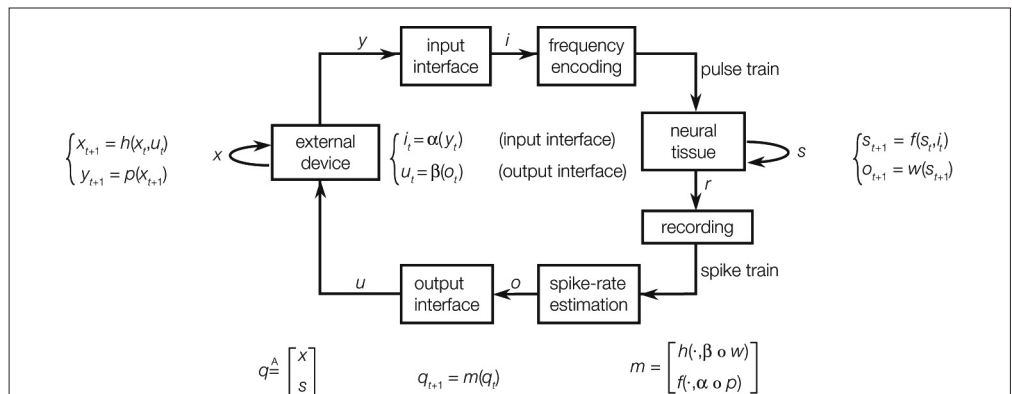 y
input
interface
i
frequency
encoding
pulse train
x_{t+1} = h(x_t,u_t)
y_{t+1} = p(x_{t+1})
x
external
device
i_t = α(y_t) (input interface)
u_t = β(o_t) (output interface)
neural
tissue
s
s_{t+1} = f(s_t,i_t)
o_{t+1} = w(s_{t+1})
r
recording
spike train
u
output
interface
o
spike-rate
estimation
q ≜ [x
s]
q_{t+1} = m(q_t)
m = [h(·,β o w)
f(·,α o p)]